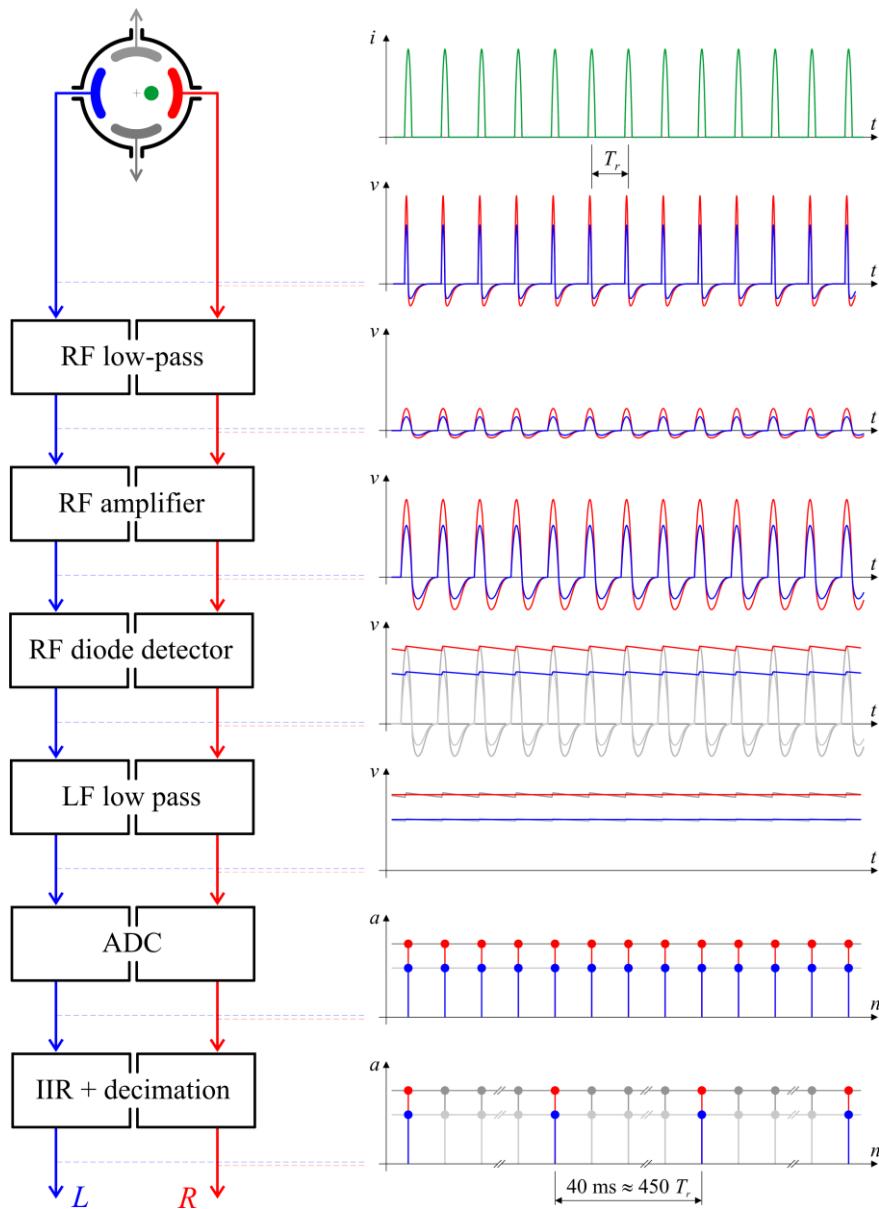 i
t
T_r
v
t
RF low-pass
v
t
RF amplifier
v
t
RF diode detector
v
t
LF low pass
v
t
ADC
a
n
IIR + decimation
a
n
40 ms ≈ 450 T_r
L
R